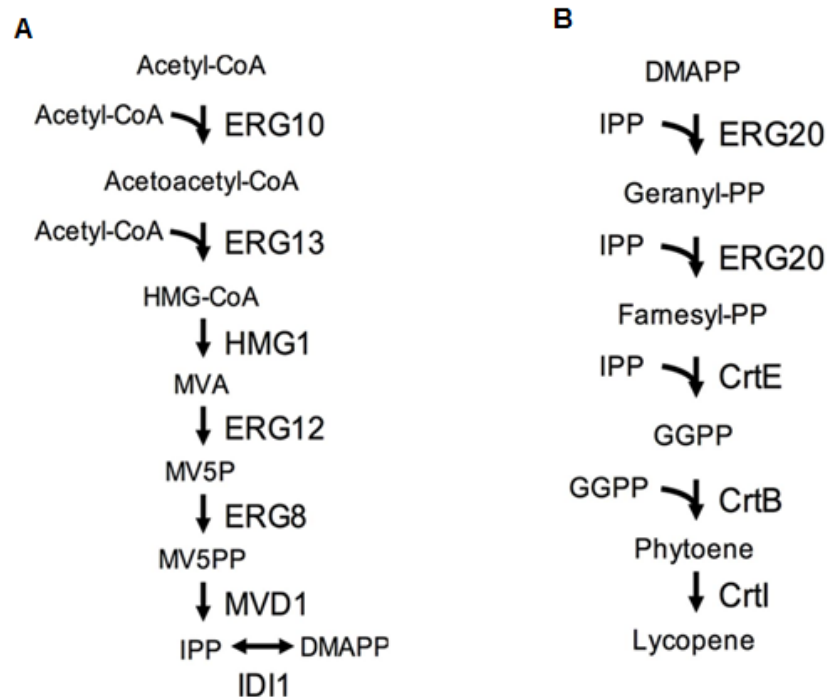 A
Acetyl-CoA
Acetyl-CoA ERG10
Acetoacetyl-CoA
Acetyl-CoA ERG13
HMG-CoA
HMG1
MVA
ERG12
MV5P
ERG8
MV5PP
MVD1
IPP DMAPP
IDI1
B
DMAPP
IPP ERG20
Geranyl-PP
IPP ERG20
Farnesyl-PP
IPP CrtE
GGPP
GGPP CrtB
Phytoene
CrtI
Lycopene